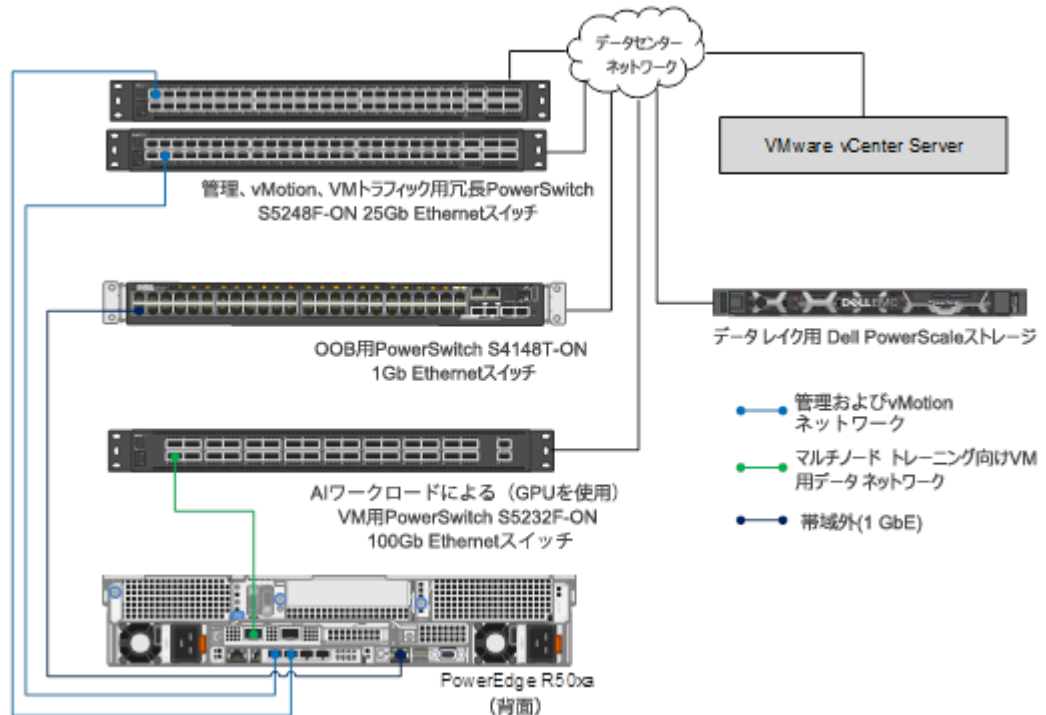 データセンター
ネットワーク
VMware vCenter Server
管理、vMotion、VMトラフィック用冗長PowerSwitch
S5248F-ON 25Gb Ethernetスイッチ
OOB用PowerSwitch S4148T-ON
1Gb Ethernetスイッチ
DELL EMC
データ レイク用 Dell PowerScaleストレージ
管理およびvMotion
ネットワーク
マルチノード トレーニング向けVM
用データ ネットワーク
帯域外(1 GbE)
AIワークロードによる（GPUを使用）
VM用PowerSwitch S5232F-ON
100Gb Ethernetスイッチ
PowerEdge R50xa
（背面）